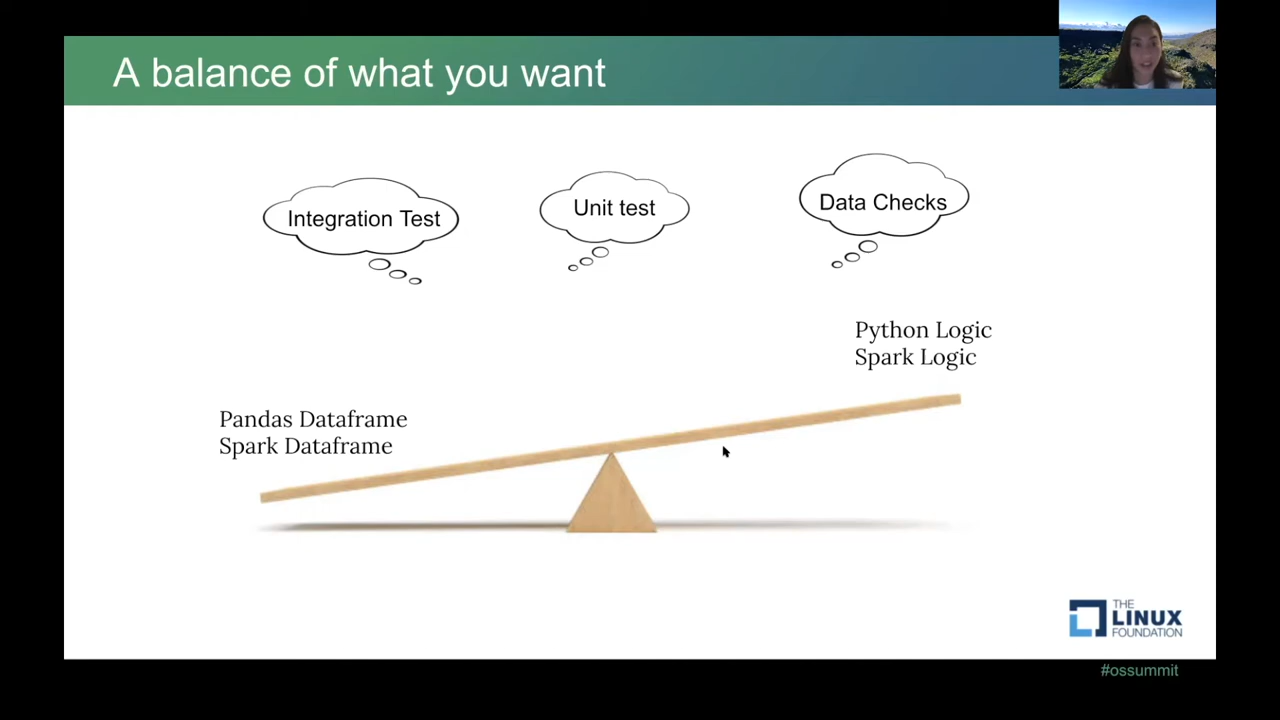 A balance of what you want
Integration Test
Unit test
Data Checks
Python Logic
Spark Logic
Pandas Dataframe
Spark Dataframe
THE
LINUX
FOUNDATION
#ossummit